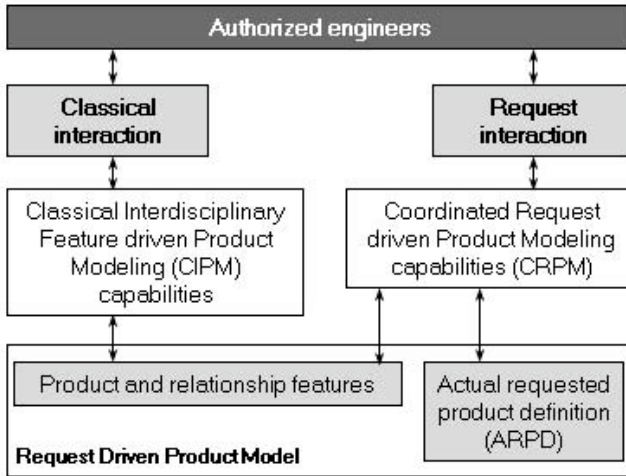 Authorized engineers
Classical
interaction
Request
interaction
Classical Interdisciplinary
Feature driven Product
Modeling (CIPM)
capabilities
Coordinated Request
driven Product Modeling
capabilities (CRPM)
Product and relationship features
Actual requested
product definition
(ARPD)
Request Driven Product Model